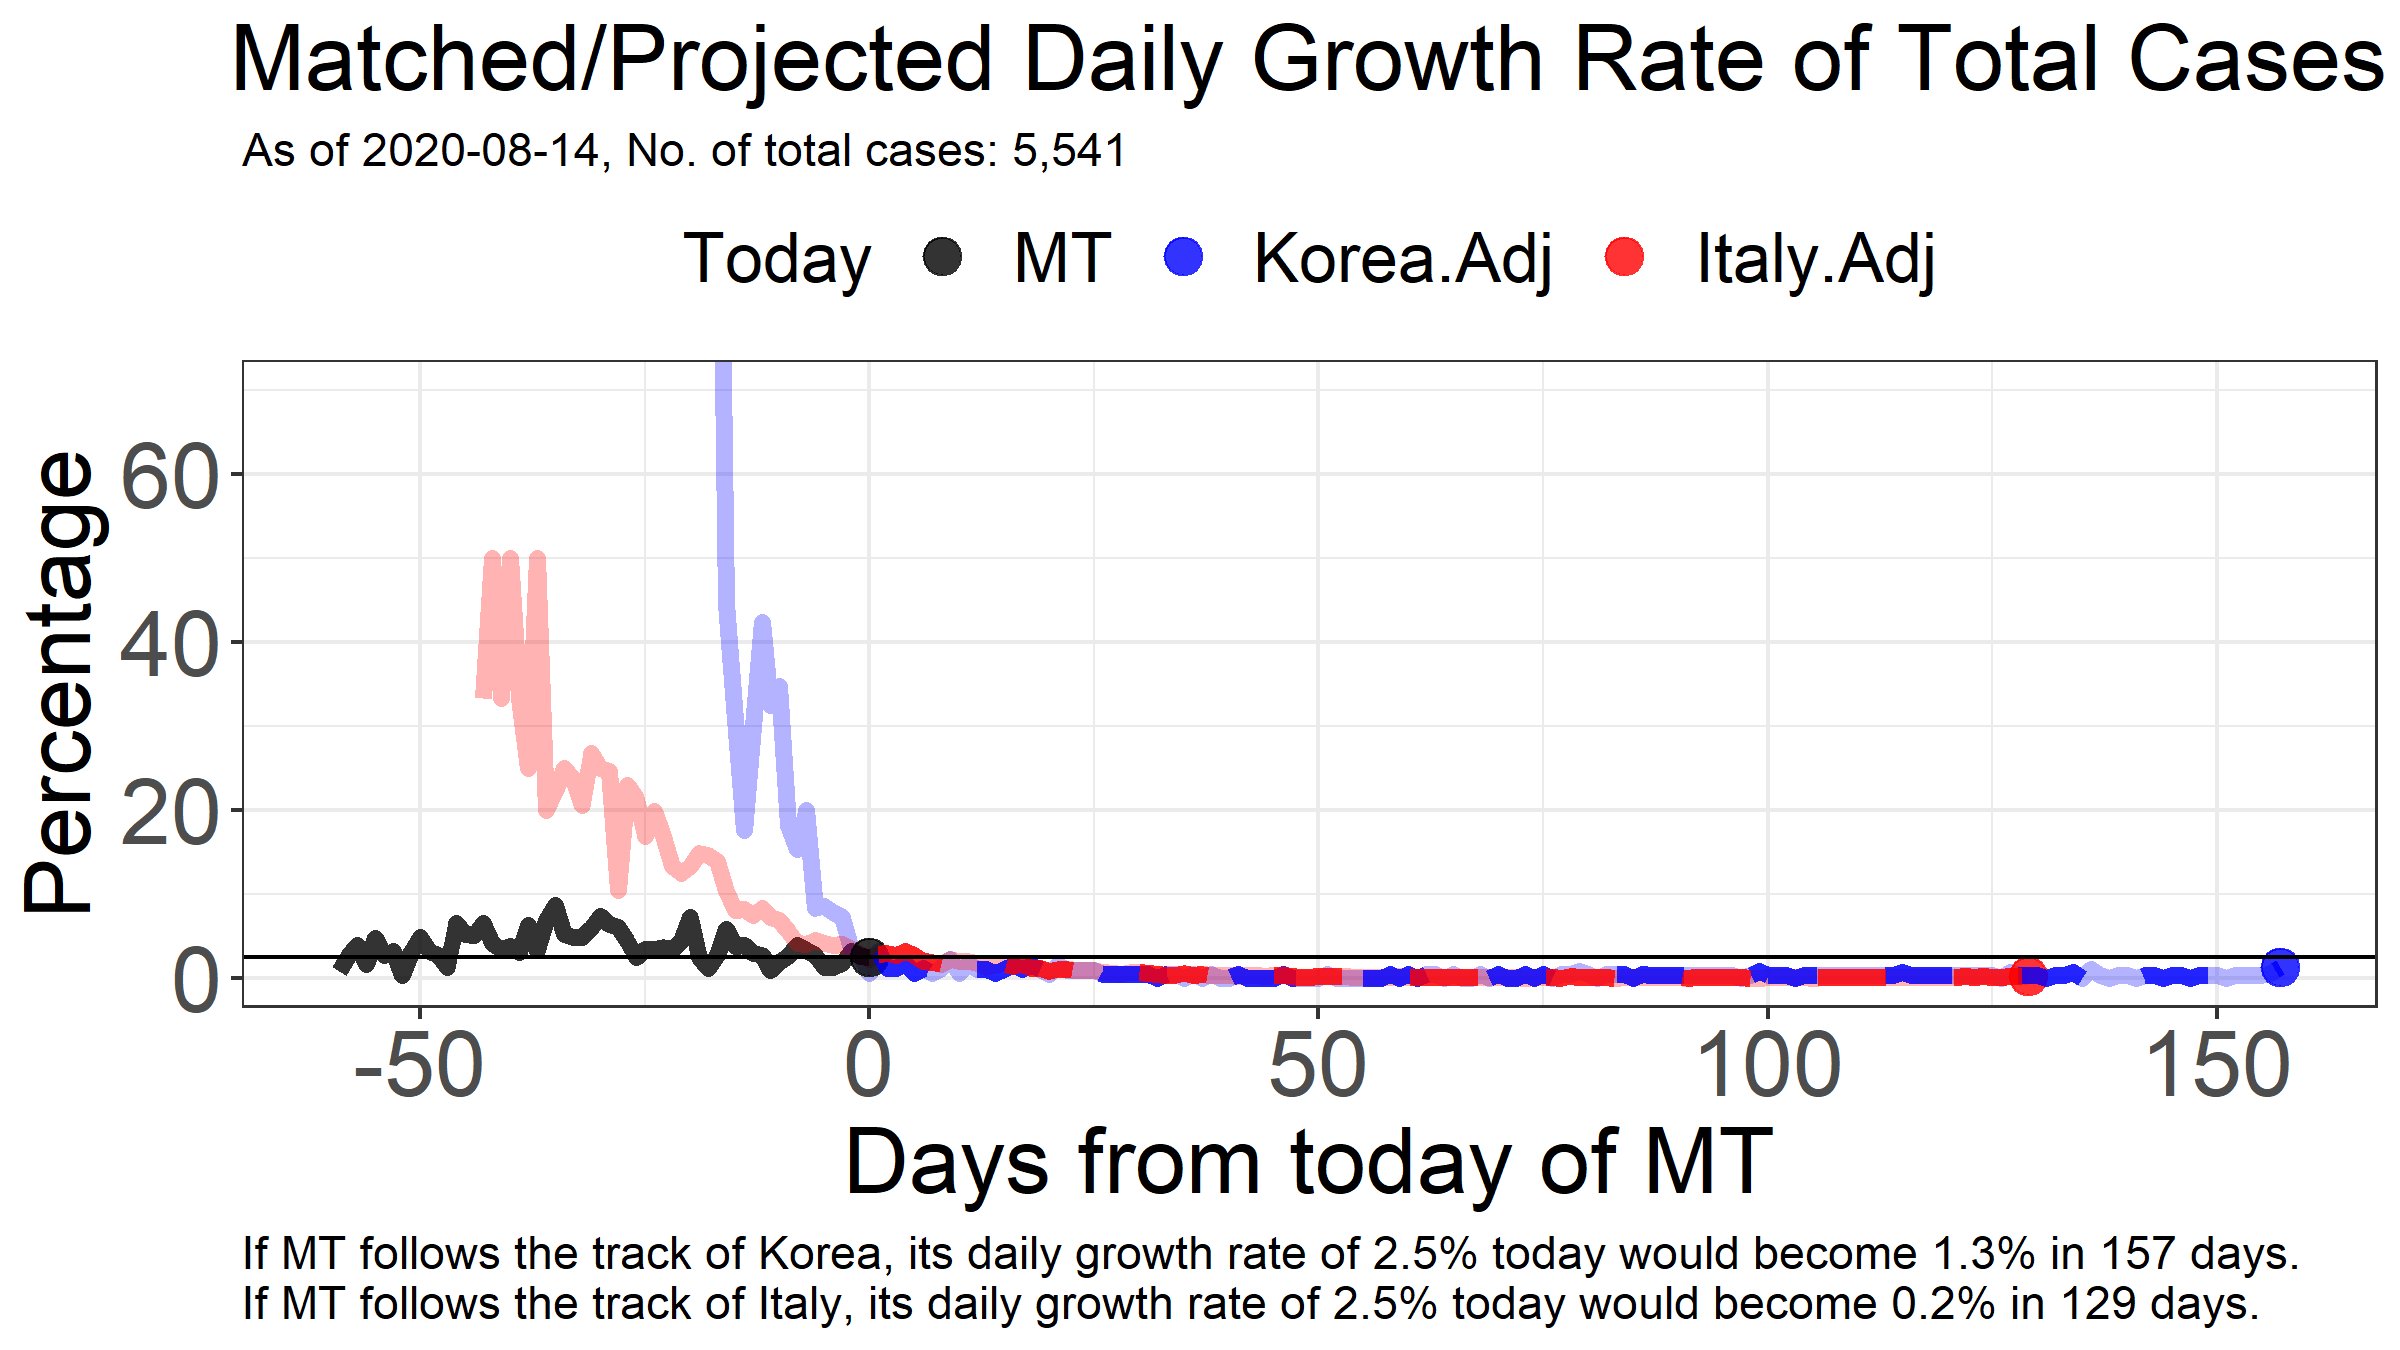 Matched/Projected Daily Growth Rate of Total Cases
As of 2020-08-14, No. of total cases: 5,541
Today MT Korea.Adj Italy.Adj
Percentage
60
40
20
0
-50 0 50 100 150
Days from today of MT
If MT follows the track of Korea, its daily growth rate of 2.5% today would become 1.3% in 157 days.
If MT follows the track of Italy, its daily growth rate of 2.5% today would become 0.2% in 129 days.